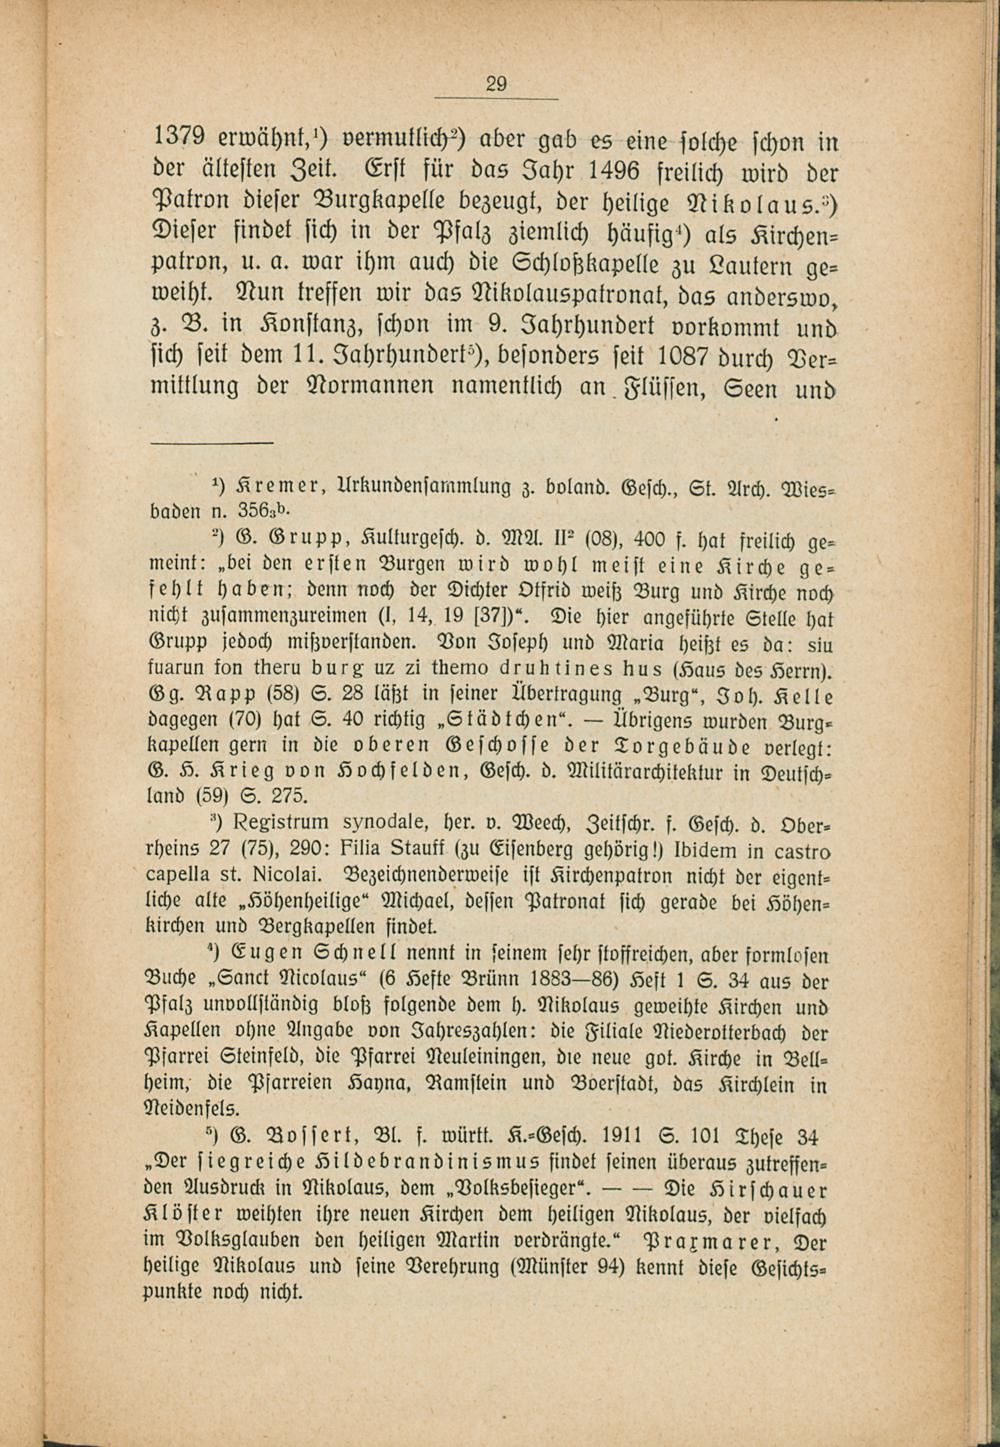 29
1379 erwähnt,¹) vermutlich²) aber gab es eine solche schon in
der ältesten Zeit. Erst für das Jahr 1496 freilich wird der
Patron dieser Burgkapelle bezeugt, der heilige Nikolaus.³)
Dieser findet sich in der Pfalz ziemlich häufig⁴) als Kirchen-
patron, u. a. war ihm auch die Schloßkapelle zu Lautern ge-
weiht. Nun treffen wir das Nikolauspatronat, das anderswo,
z. B. in Konstanz, schon im 9. Jahrhundert vorkommt und
sich seit dem 11. Jahrhundert⁵), besonders seit 1087 durch Ver-
mittlung der Normannen namentlich an Flüssen, Seen und
¹) Kremer, Urkundensammlung z. boland. Gesch., St. Arch. Wies-
baden n. 356₃ᵇ.
²) G. Grupp, Kulturgesch. d. MA. II² (08), 400 f. hat freilich ge-
meint: „bei den ersten Burgen wird wohl meist eine Kirche ge-
fehlt haben; denn noch der Dichter Otfrid weiß Burg und Kirche noch
nicht zusammenzureimen (I, 14, 19 [37])“. Die hier angeführte Stelle hat
Grupp jedoch mißverstanden. Von Joseph und Maria heißt es da: siu
fuarun fon theru burg uz zi themo druhtines hus (Haus des Herrn).
Gg. Rapp (58) S. 28 läßt in seiner Übertragung „Burg“, Joh. Kelle
dagegen (70) hat S. 40 richtig „Städtchen“. — Übrigens wurden Burg-
kapellen gern in die oberen Geschosse der Torgebäude verlegt:
G. H. Krieg von Hochfelden, Gesch. d. Militärarchitektur in Deutsch-
land (59) S. 275.
³) Registrum synodale, her. v. Weech, Zeitschr. f. Gesch. d. Ober-
rheins 27 (75), 290: Filia Stauff (zu Eisenberg gehörig!) Ibidem in castro
capella st. Nicolai. Bezeichnenderweise ist Kirchenpatron nicht der eigent-
liche alte „Höhenheilige“ Michael, dessen Patronat sich gerade bei Höhen-
kirchen und Bergkapellen findet.
⁴) Eugen Schnell nennt in seinem sehr stoffreichen, aber formlosen
Buche „Sanct Nicolaus“ (6 Hefte Brünn 1883—86) Heft 1 S. 34 aus der
Pfalz unvollständig bloß folgende dem h. Nikolaus geweihte Kirchen und
Kapellen ohne Angabe von Jahreszahlen: die Filiale Niederotterbach der
Pfarrei Steinfeld, die Pfarrei Neuleiningen, die neue got. Kirche in Bell-
heim, die Pfarreien Hayna, Ramstein und Boerstadt, das Kirchlein in
Neidenfels.
⁵) G. Bossert, Bl. f. württ. K.-Gesch. 1911 S. 101 These 34
„Der siegreiche Hildebrandinismus findet seinen überaus zutreffen-
den Ausdruck in Nikolaus, dem „Volksbesieger“. — — Die Hirschauer
Klöster weihten ihre neuen Kirchen dem heiligen Nikolaus, der vielfach
im Volksglauben den heiligen Martin verdrängte.“ Praxmarer, Der
heilige Nikolaus und seine Verehrung (Münster 94) kennt diese Gesichts-
punkte noch nicht.